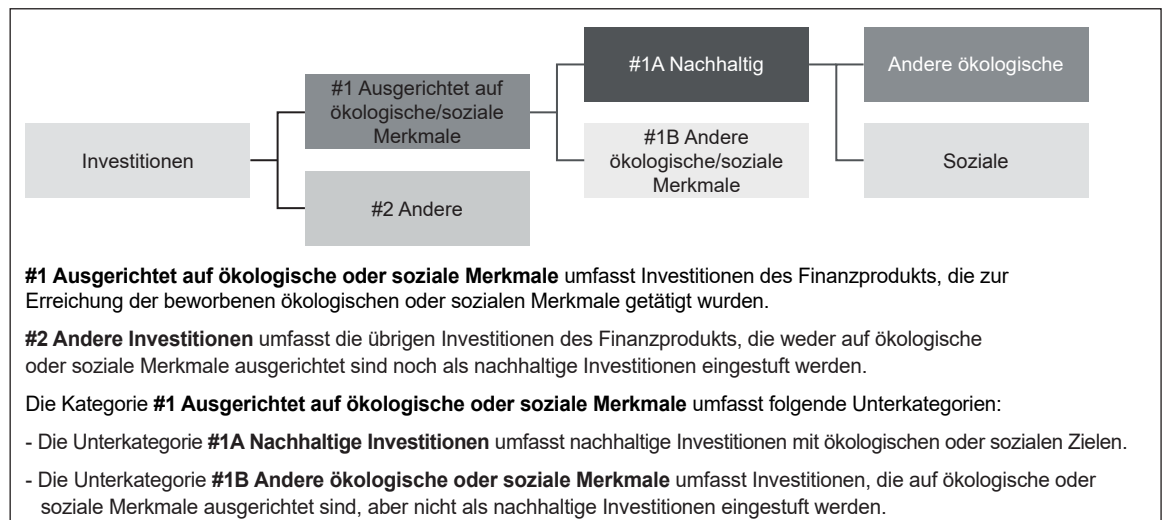 #1A Nachhaltig
Andere ökologische
#1 Ausgerichtet auf
ökologische/soziale
Merkmale
Investitionen
#1B Andere
ökologische/soziale
Merkmale
Soziale
#2 Andere
#1 Ausgerichtet auf ökologische oder soziale Merkmale umfasst Investitionen des Finanzprodukts, die zur
Erreichung der beworbenen ökologischen oder sozialen Merkmale getätigt wurden.
#2 Andere Investitionen umfasst die übrigen Investitionen des Finanzprodukts, die weder auf ökologische
oder soziale Merkmale ausgerichtet sind noch als nachhaltige Investitionen eingestuft werden.
Die Kategorie #1 Ausgerichtet auf ökologische oder soziale Merkmale umfasst folgende Unterkategorien:
- Die Unterkategorie #1A Nachhaltige Investitionen umfasst nachhaltige Investitionen mit ökologischen oder sozialen Zielen.
- Die Unterkategorie #1B Andere ökologische oder soziale Merkmale umfasst Investitionen, die auf ökologische oder
soziale Merkmale ausgerichtet sind, aber nicht als nachhaltige Investitionen eingestuft werden.